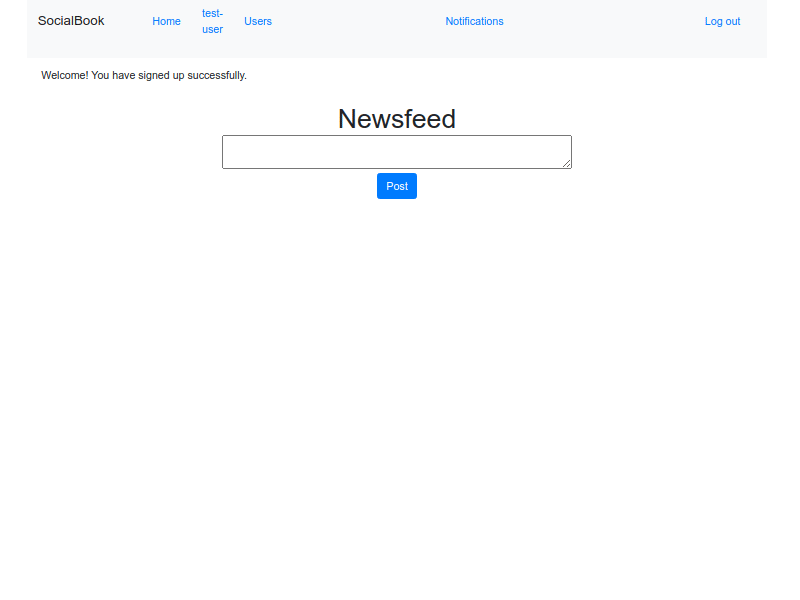 SocialBook
Home
test-
user
Users
Notifications
Log out
Welcome! You have signed up successfully.
Newsfeed
Post